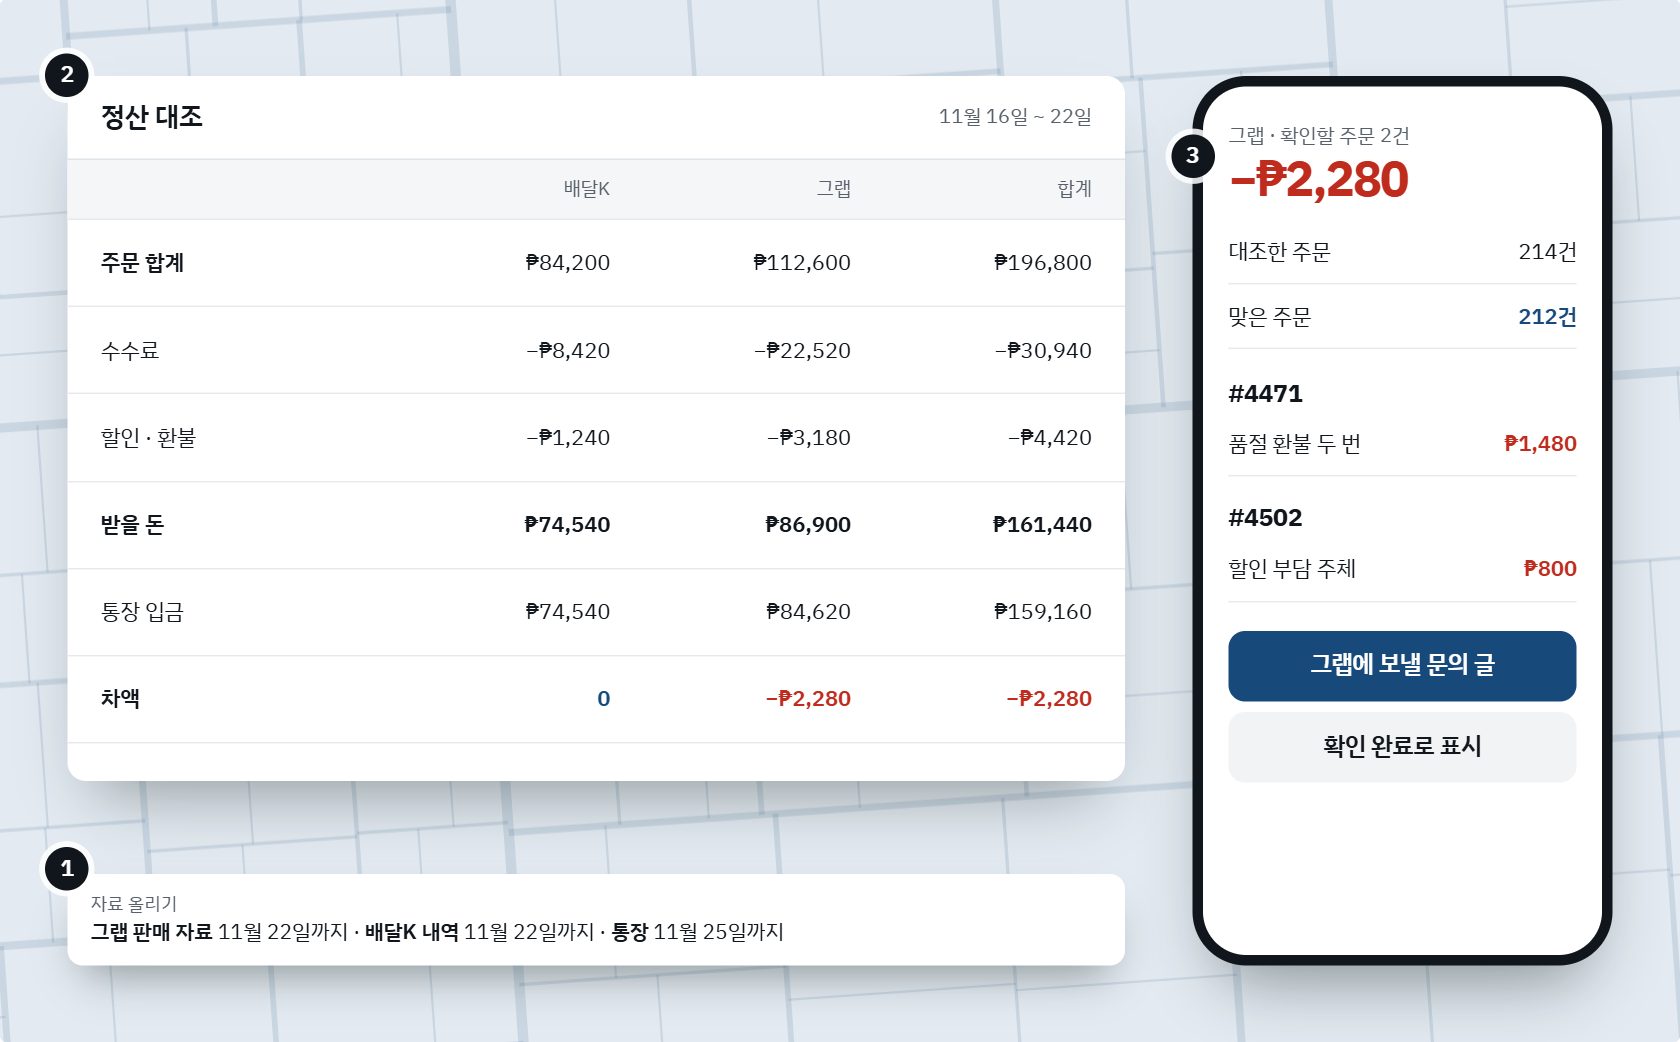 2
정산 대조 11월 16일 ~ 22일
배달K 그랩 합계
주문 합계 ₱84,200 ₱112,600 ₱196,800
수수료 −₱8,420 −₱22,520 −₱30,940
할인 · 환불 −₱1,240 −₱3,180 −₱4,420
받을 돈 ₱74,540 ₱86,900 ₱161,440
통장 입금 ₱74,540 ₱84,620 ₱159,160
차액 0 −₱2,280 −₱2,280
1
자료 올리기
그랩 판매 자료 11월 22일까지 · 배달K 내역 11월 22일까지 · 통장 11월 25일까지
3
그랩 · 확인할 주문 2건
−₱2,280
대조한 주문 214건
맞은 주문 212건
#4471
품절 환불 두 번 ₱1,480
#4502
할인 부담 주체 ₱800
그랩에 보낼 문의 글
확인 완료로 표시